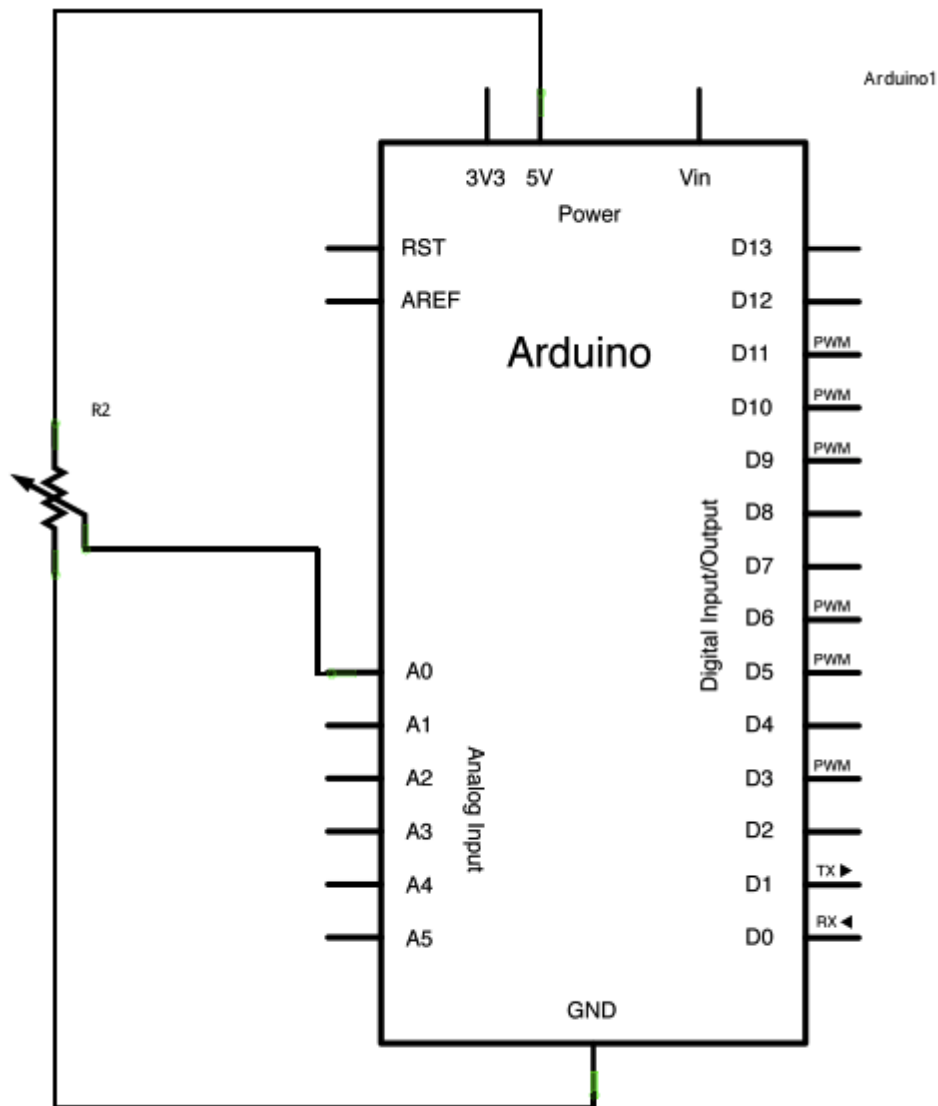 Arduino1
3V3 5V Vin
Power
RST D13
AREF D12
Arduino D11 PWM
R2 D10 PWM
D9 PWM
D8
D7
Digital Input/Output
D6 PWM
A0 D5 PWM
A1 D4
A2 D3 PWM
Analog Input
A3 D2
A4 D1 TX
A5 D0 RX
GND